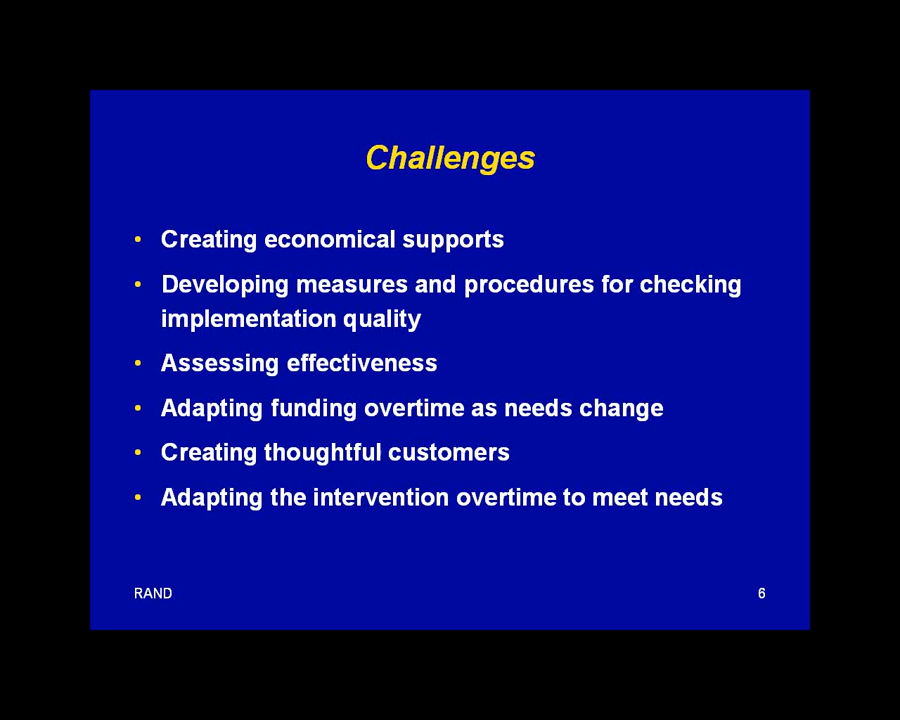 Challenges
• Creating economical supports
• Developing measures and procedures for checking
implementation quality
• Assessing effectiveness
• Adapting funding overtime as needs change
• Creating thoughtful customers
• Adapting the intervention overtime to meet needs
RAND
6